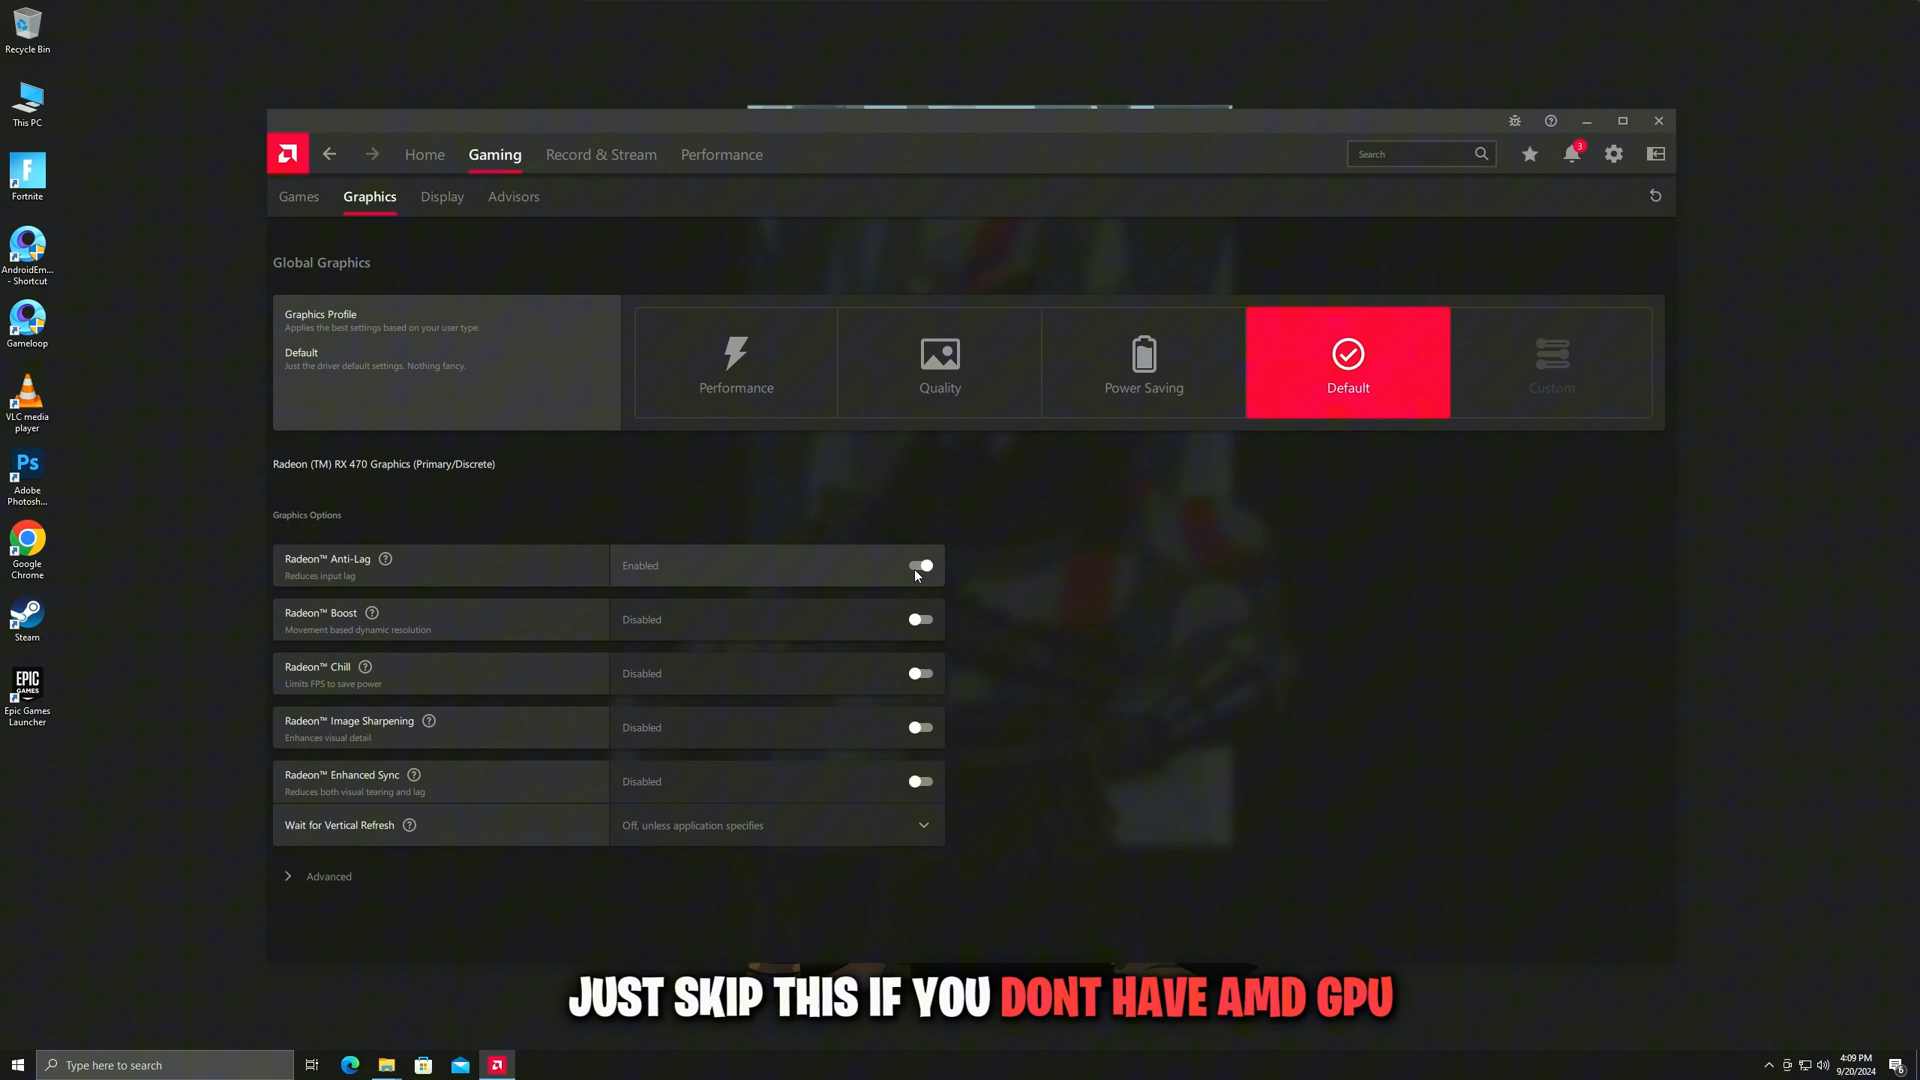 Recycle Bin
This PC
Fortnite
AndroidEm...
- Shortcut
Gameloop
VLC media
player
Ps
Adobe
Photosh...
Google
Chrome
Steam
EPIC
GAMES
Epic Games
Launcher
Home
Gaming
Record & Stream
Performance
Search
3
Games
Graphics
Display
Advisors
Global Graphics
Graphics Profile
Applies the best settings based on your user type.
Default
Just the driver default settings. Nothing fancy.
Performance
Quality
Power Saving
Default
Custom
Radeon (TM) RX 470 Graphics (Primary/Discrete)
Graphics Options
Radeon™ Anti-Lag
Reduces input lag
Enabled
Radeon™ Boost
Movement based dynamic resolution
Disabled
Radeon™ Chill
Limits FPS to save power
Disabled
Radeon™ Image Sharpening
Enhances visual detail
Disabled
Radeon™ Enhanced Sync
Reduces both visual tearing and lag
Disabled
Wait for Vertical Refresh
Off, unless application specifies
Advanced
JUST SKIP THIS IF YOU DONT HAVE AMD GPU
Type here to search
4:09 PM
9/20/2024
6